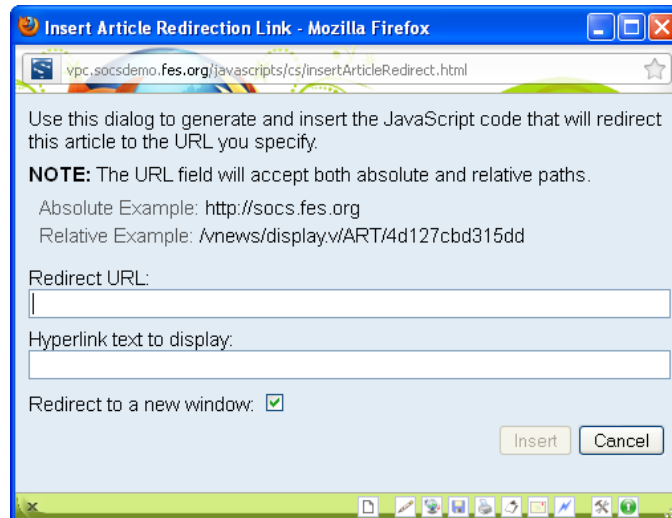 Insert Article Redirection Link - Mozilla Firefox
vpc.socsdemo.fes.org/javascripts/cs/insertArticleRedirect.html
Use this dialog to generate and insert the JavaScript code that will redirect
this article to the URL you specify.
NOTE: The URL field will accept both absolute and relative paths.
Absolute Example: http://socs.fes.org
Relative Example: /vnews/display.v/ART/4d127cbd315dd
Redirect URL:
Hyperlink text to display:
Redirect to a new window:
Insert Cancel
x